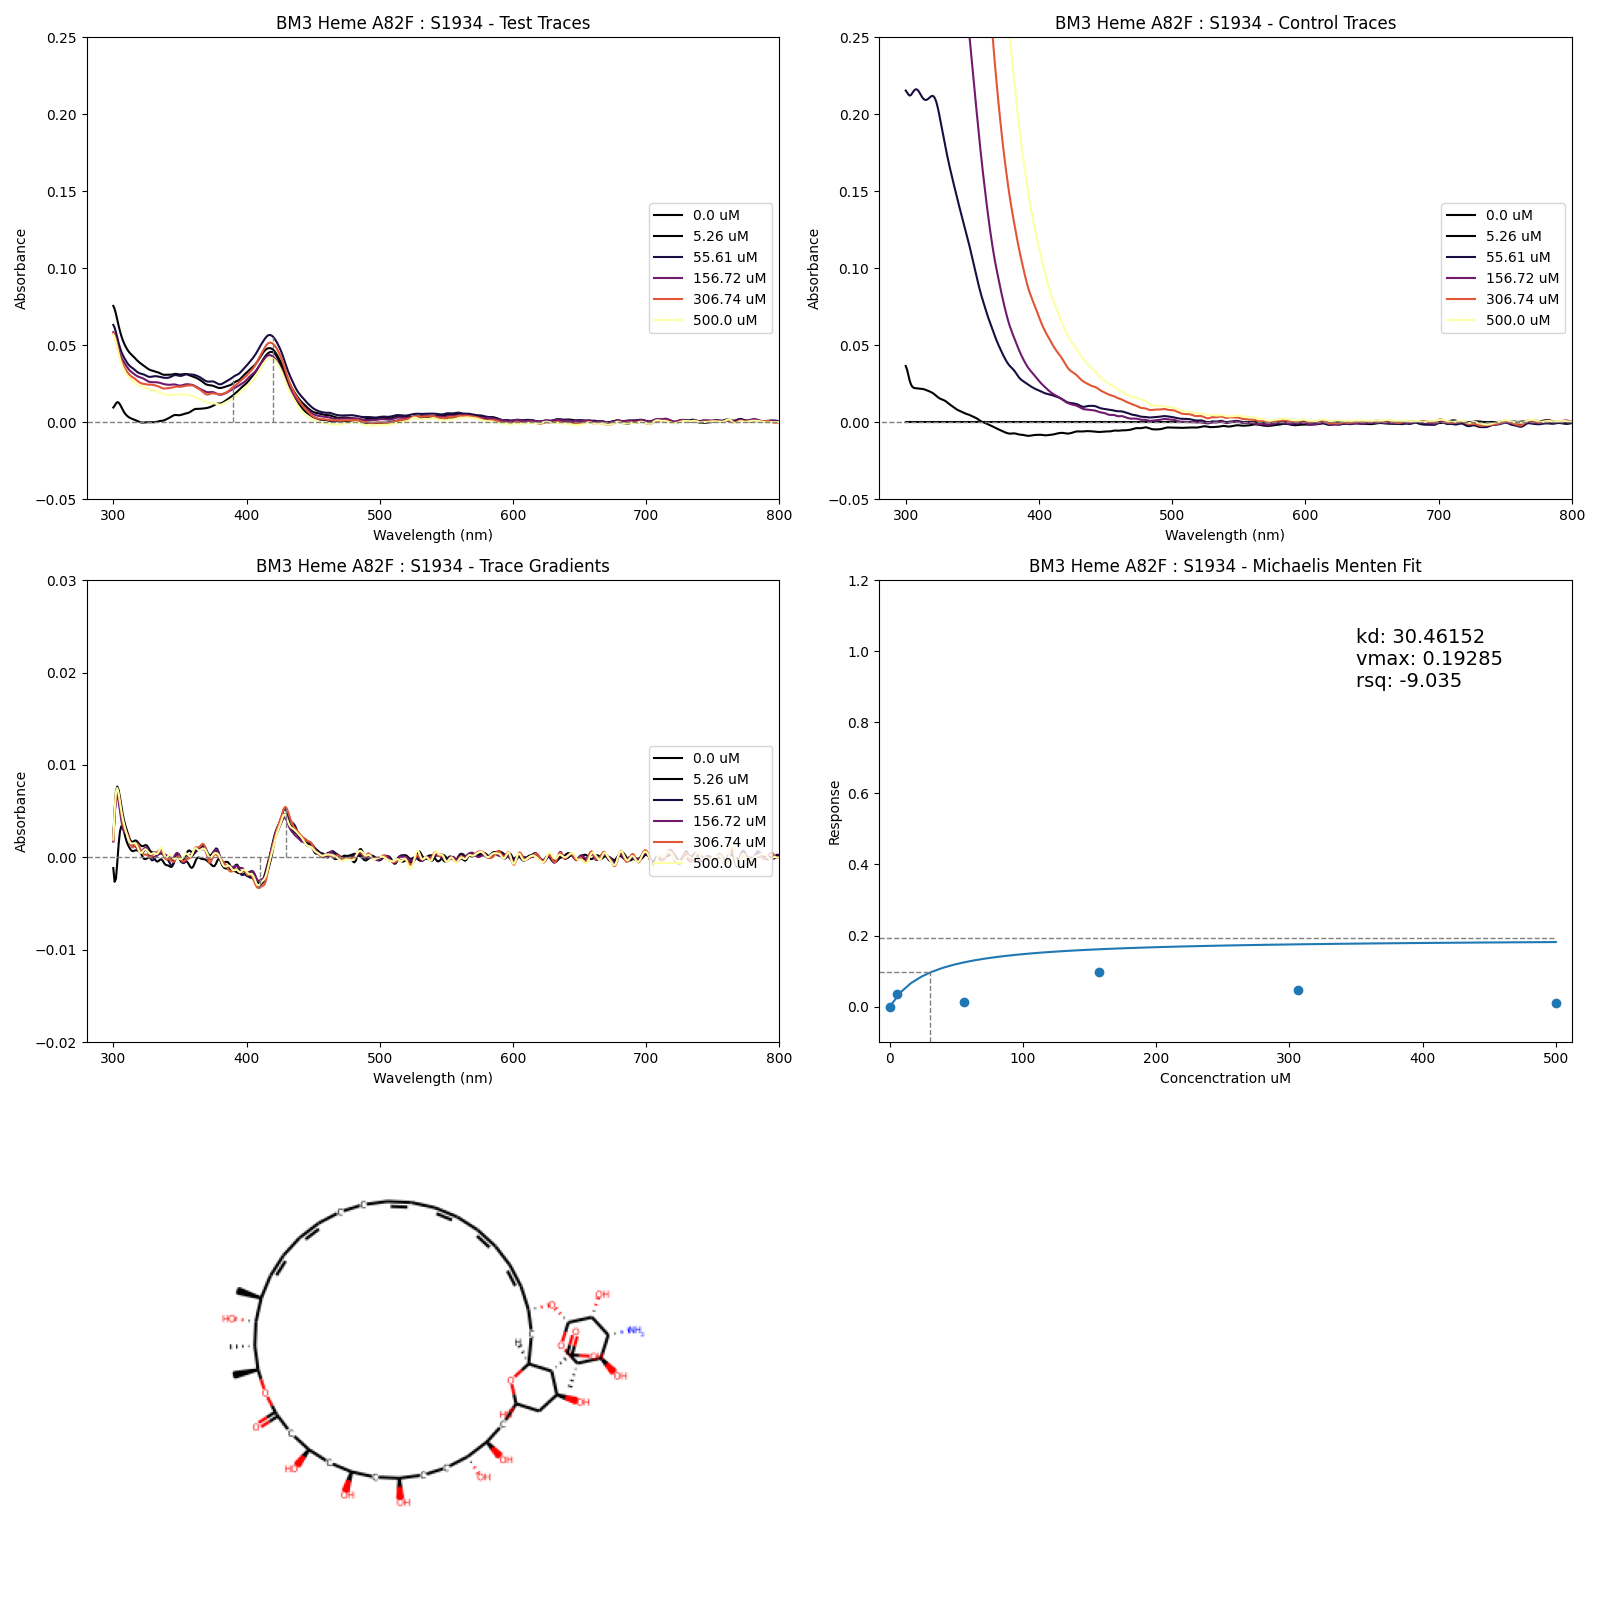 BM3 Heme A82F : S1934 - Test Traces
0.25
0.20
0.15
0.10
0.05
0.00
−0.05
Absorbance
300 400 500 600 700 800
Wavelength (nm)
0.0 uM
5.26 uM
55.61 uM
156.72 uM
306.74 uM
500.0 uM
BM3 Heme A82F : S1934 - Control Traces
0.25
0.20
0.15
0.10
0.05
0.00
−0.05
Absorbance
300 400 500 600 700 800
Wavelength (nm)
0.0 uM
5.26 uM
55.61 uM
156.72 uM
306.74 uM
500.0 uM
BM3 Heme A82F : S1934 - Trace Gradients
0.03
0.02
0.01
0.00
−0.01
−0.02
Absorbance
300 400 500 600 700 800
Wavelength (nm)
0.0 uM
5.26 uM
55.61 uM
156.72 uM
306.74 uM
500.0 uM
BM3 Heme A82F : S1934 - Michaelis Menten Fit
1.2
1.0
0.8
0.6
0.4
0.2
0.0
Response
0 100 200 300 400 500
Concenctration uM
kd: 30.46152
vmax: 0.19285
rsq: -9.035
C C
OH
O
HO
NH2
C
H
O
O
O
OH
O
OH
O
HO
C
O
C
OH
HO
C
OH
C
C
C
OH
OH